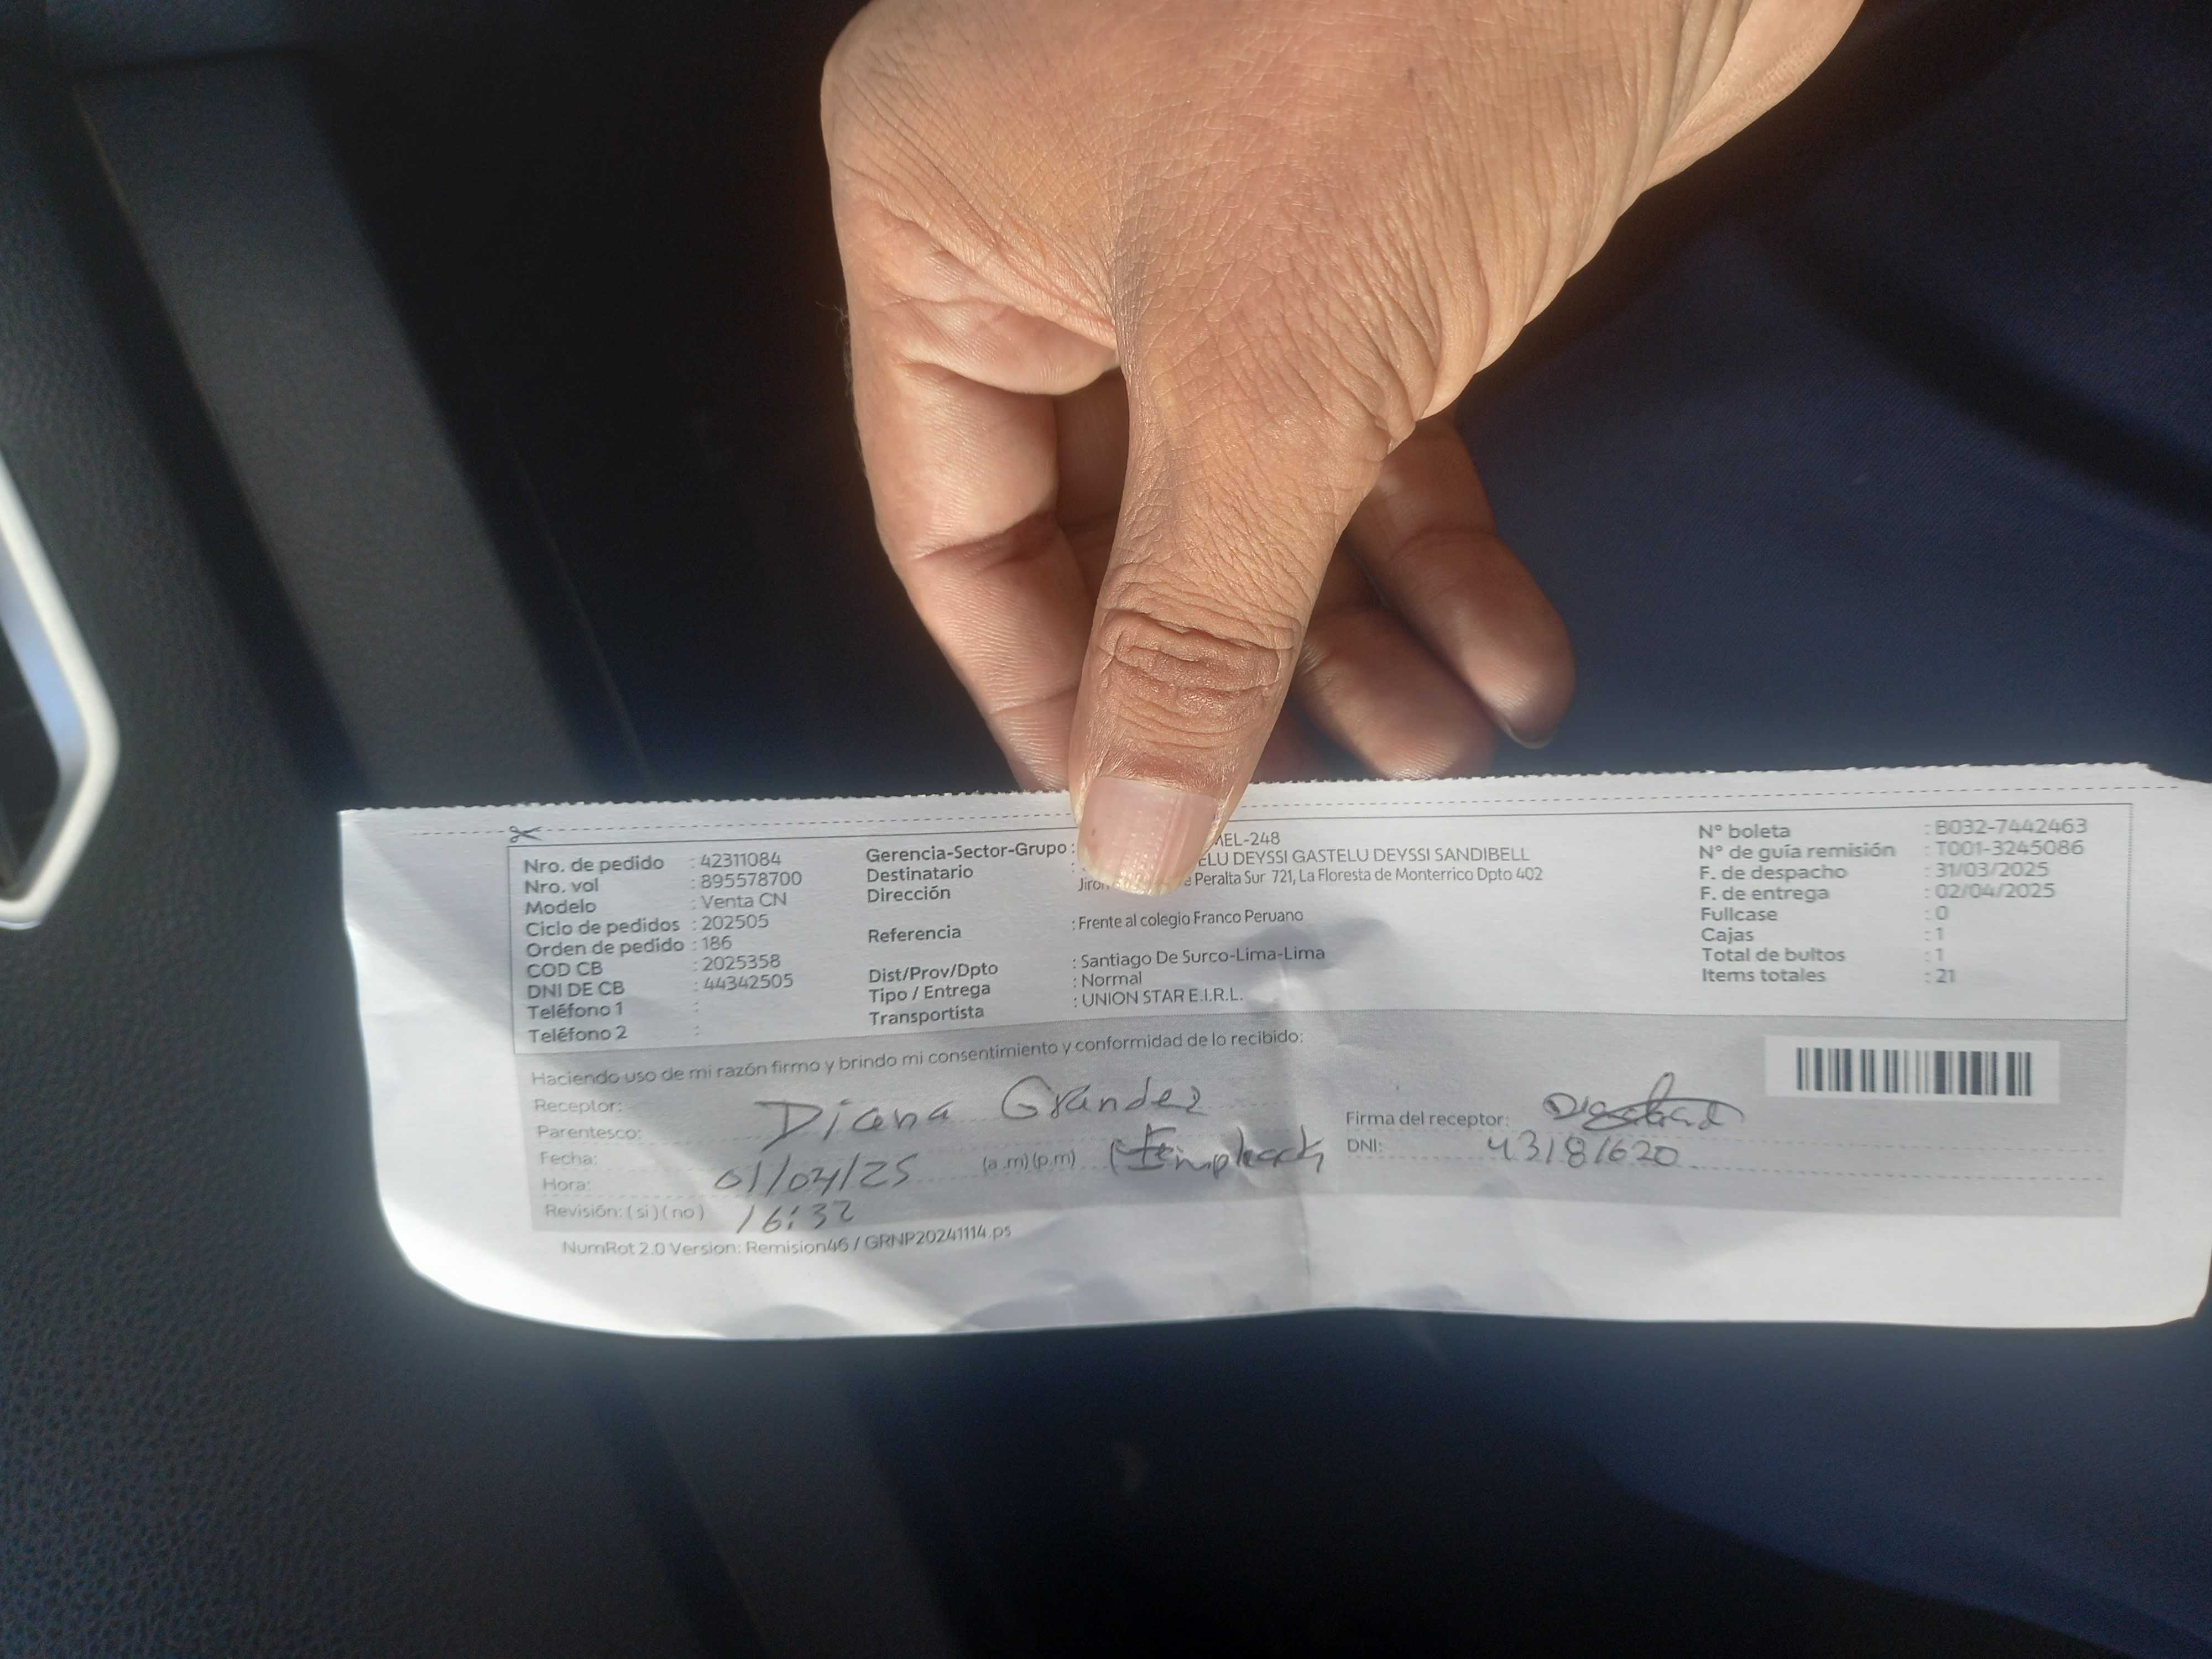 Nro. de pedido : 42311084
Nro. vol : 895578700
Modelo : Venta CN
Ciclo de pedidos : 202505
Orden de pedido : 186
COD CB : 2025358
DNI DE CB : 44342505
Teléfono 1 :
Teléfono 2 :
Gerencia-Sector-Grupo : MEL-248
Destinatario : ELU DEYSSI GASTELU DEYSSI SANDIBELL
Dirección Peralta Sur 721, La Floresta de Monterrico Dpto 402
Referencia : Frente al colegio Franco Peruano
Dist/Prov/Dpto : Santiago De Surco-Lima-Lima
Tipo / Entrega : Normal
Transportista : UNION STAR E.I.R.L.
N° boleta : B032-7442463
N° de guía remisión : T001-3245086
F. de despacho : 31/03/2025
F. de entrega : 02/04/2025
Fullcase : 0
Cajas : 1
Total de bultos : 1
Items totales : 21
Haciendo uso de mi razón firmo y brindo mi consentimiento y conformidad de lo recibido:
Receptor: Diana Grandez
Parentesco:
Fecha: 01/04/25 (a.m)(p.m)
Hora: 16:32
Revisión: (si)(no)
Firma del receptor:
DNI: 43181620
NumRot 2.0 Version: Remision46 / GRNP20241114.ps